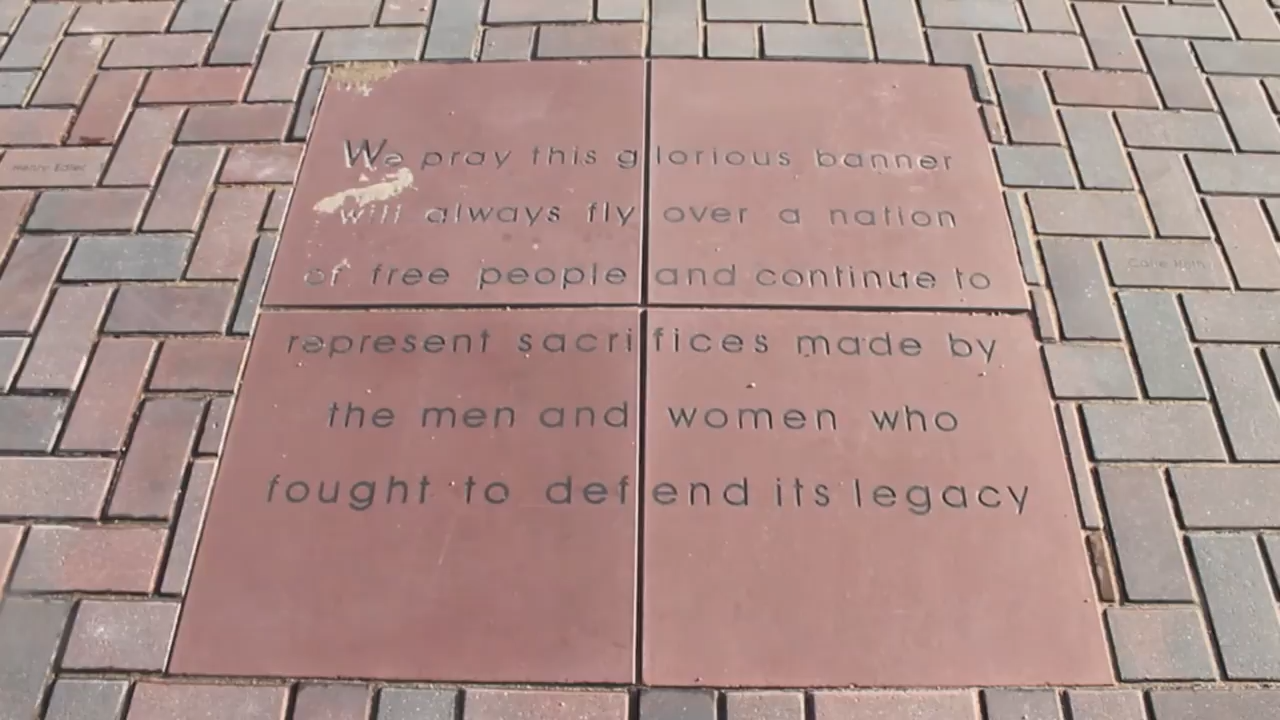 We pray this glorious banner
will always fly over a nation
of free people and continue to
represent sacrifices made by
the men and women who
fought to defend its legacy